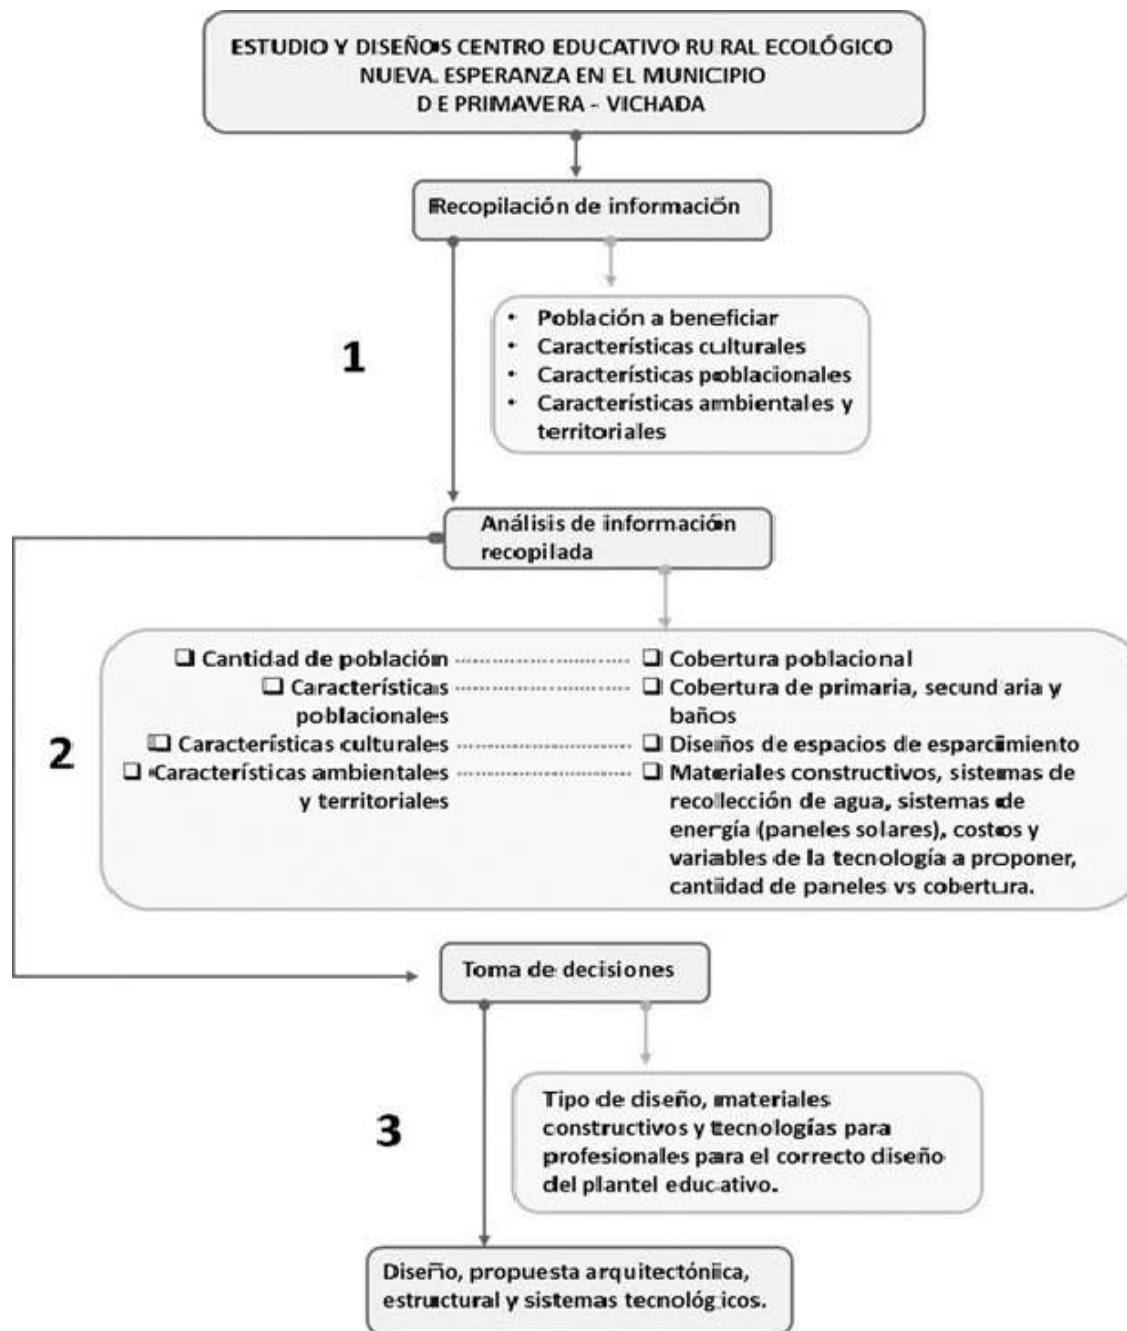 ESTUDIO Y DISEÑOS CENTRO EDUCATIVO RURAL ECOLÓGICO
NUEVA. ESPERANZA EN EL MUNICIPIO
DE PRIMAVERA - VICHADA
Recopilación de información
1
• Población a beneficiar
• Características culturales
• Características poblacionales
• Características ambientales y
territoriales
Análisis de información
recopilada
2
❑ Cantidad de población ........................ ❑ Cobertura poblacional
❑ Características ........................ ❑ Cobertura de primaria, secundaria y
poblacionales baños
❑ Características culturales ........................ ❑ Diseños de espacios de esparcimiento
❑ Características ambientales ........................ ❑ Materiales constructivos, sistemas de
y territoriales recolección de agua, sistemas de
energía (paneles solares), costos y
variables de la tecnología a proponer,
cantidad de paneles vs cobertura.
Toma de decisiones
3
Tipo de diseño, materiales
constructivos y tecnologías para
profesionales para el correcto diseño
del plantel educativo.
Diseño, propuesta arquitectónica,
estructural y sistemas tecnológicos.